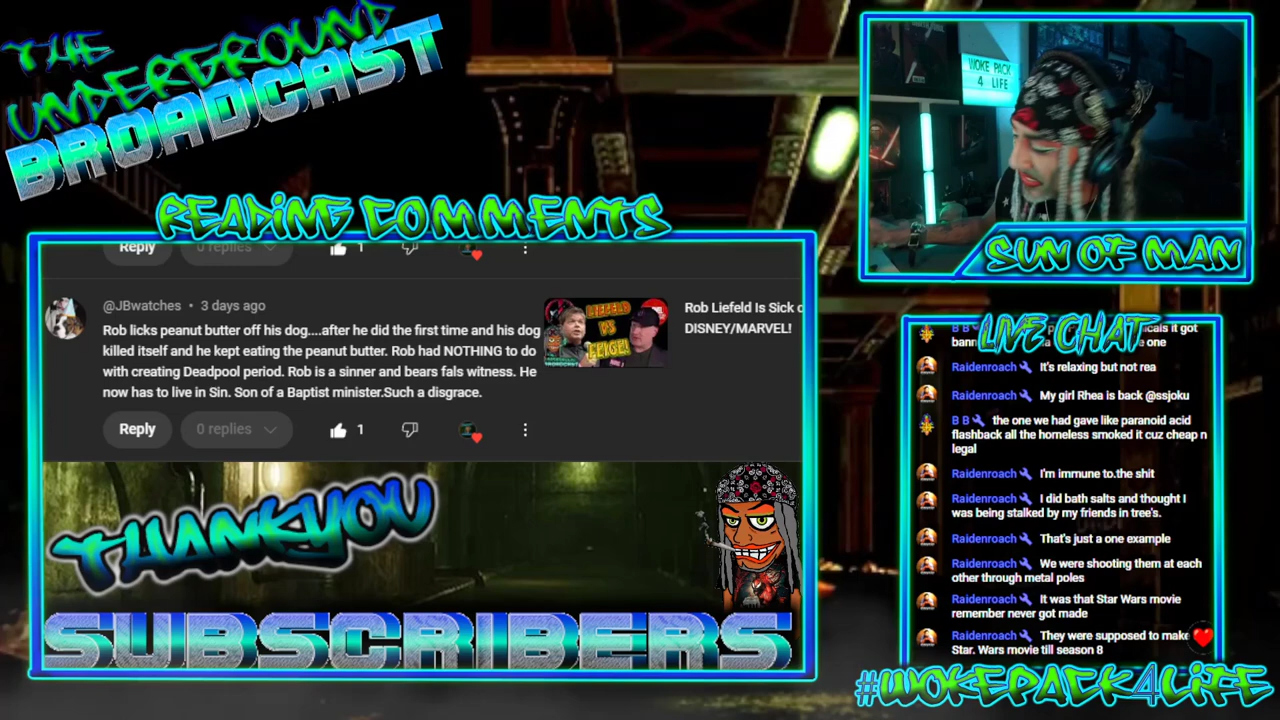 THE
UNDERGROUND
BROADCAST
WOKE PACK
4 LIFE
SUN OF MAN
READING COMMENTS
Reply 0 replies 1
@JBwatches • 3 days ago
Rob licks peanut butter off his dog....after he did the first time and his dog
killed itself and he kept eating the peanut butter. Rob had NOTHING to do
with creating Deadpool period. Rob is a sinner and bears fals witness. He
now has to live in Sin. Son of a Baptist minister.Such a disgrace.
LIEFELD
VS
FEIGE!
Rob Liefeld Is Sick
DISNEY/MARVEL!
Reply 0 replies 1
THANKYOU
SUBSCRIBERS
LIVE CHAT
B B icals it got
bann e one
Raidenroach It's relaxing but not rea
Raidenroach My girl Rhea is back @ssjoku
B B the one we had gave like paranoid acid
flashback all the homeless smoked it cuz cheap n
legal
Raidenroach I'm immune to.the shit
Raidenroach I did bath salts and thought I
was being stalked by my friends in tree's.
Raidenroach That's just a one example
Raidenroach We were shooting them at each
other through metal poles
Raidenroach It was that Star Wars movie
remember never got made
Raidenroach They were supposed to make
Star. Wars movie till season 8
#WOKEPACK4LIFE